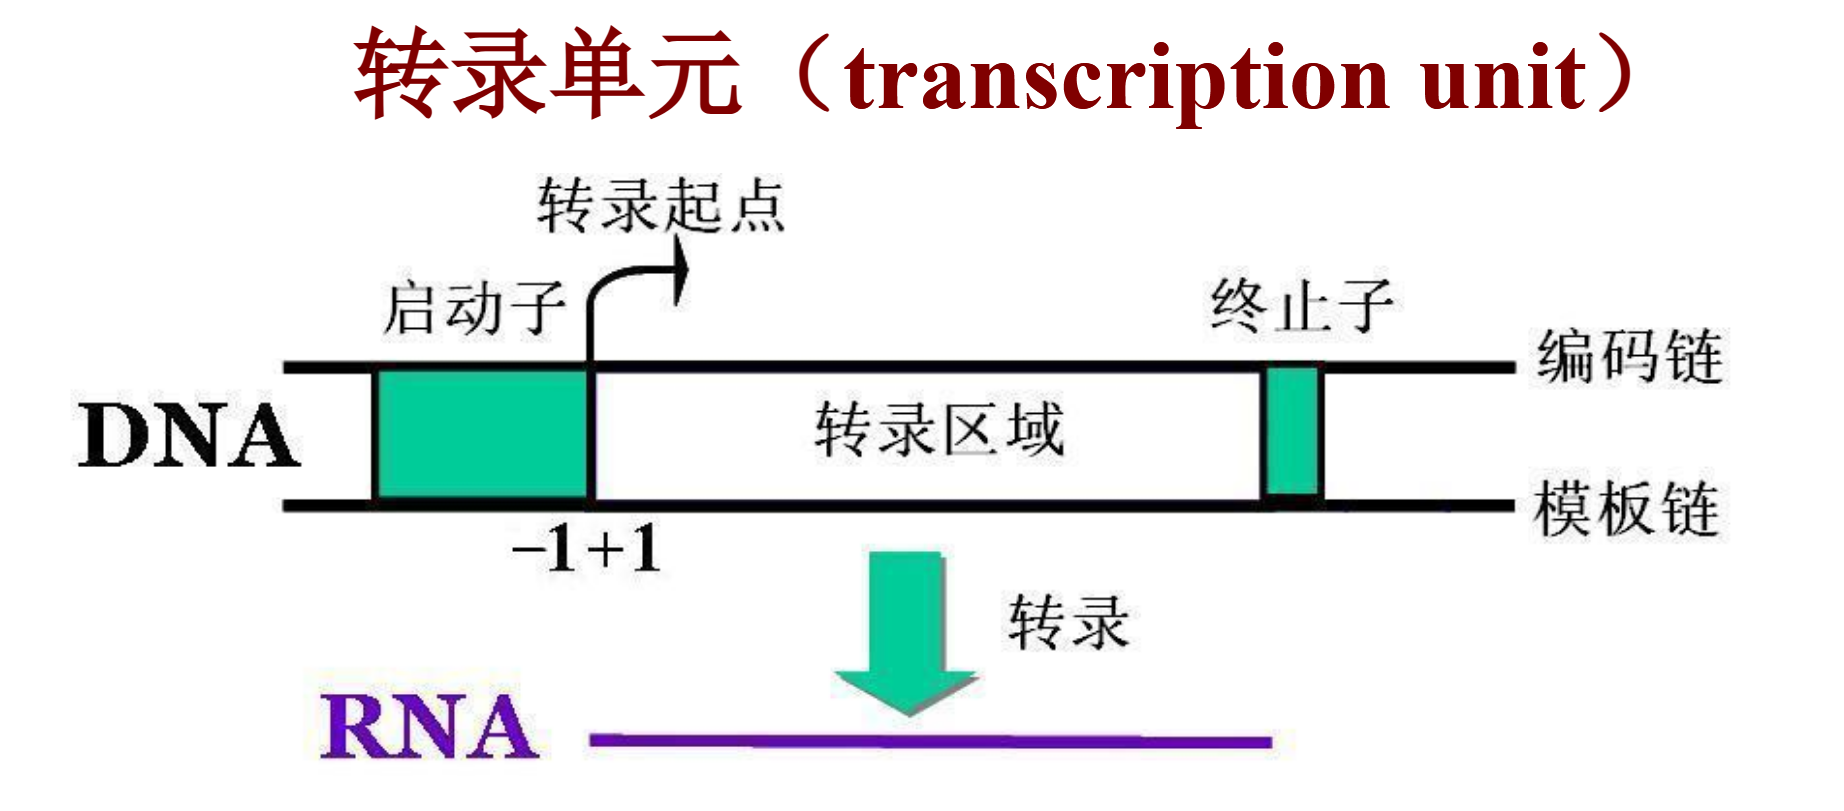 转录单元（transcription unit）
转录起点
启动子
终止子
编码链
DNA
转录区域
模板链
−1+1
转录
RNA